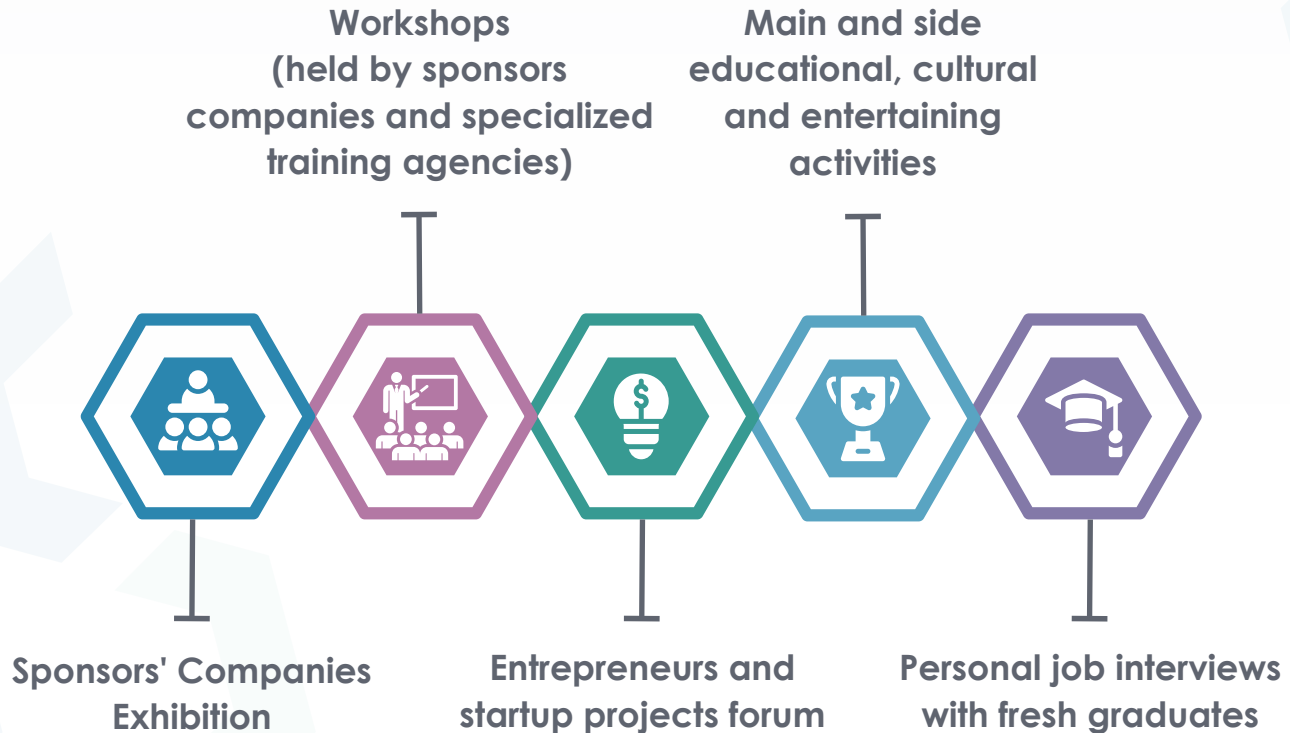 Workshops
(held by sponsors
companies and specialized
training agencies)
Main and side
educational, cultural
and entertaining
activities
$
Sponsors' Companies
Exhibition
Entrepreneurs and
startup projects forum
Personal job interviews
with fresh graduates